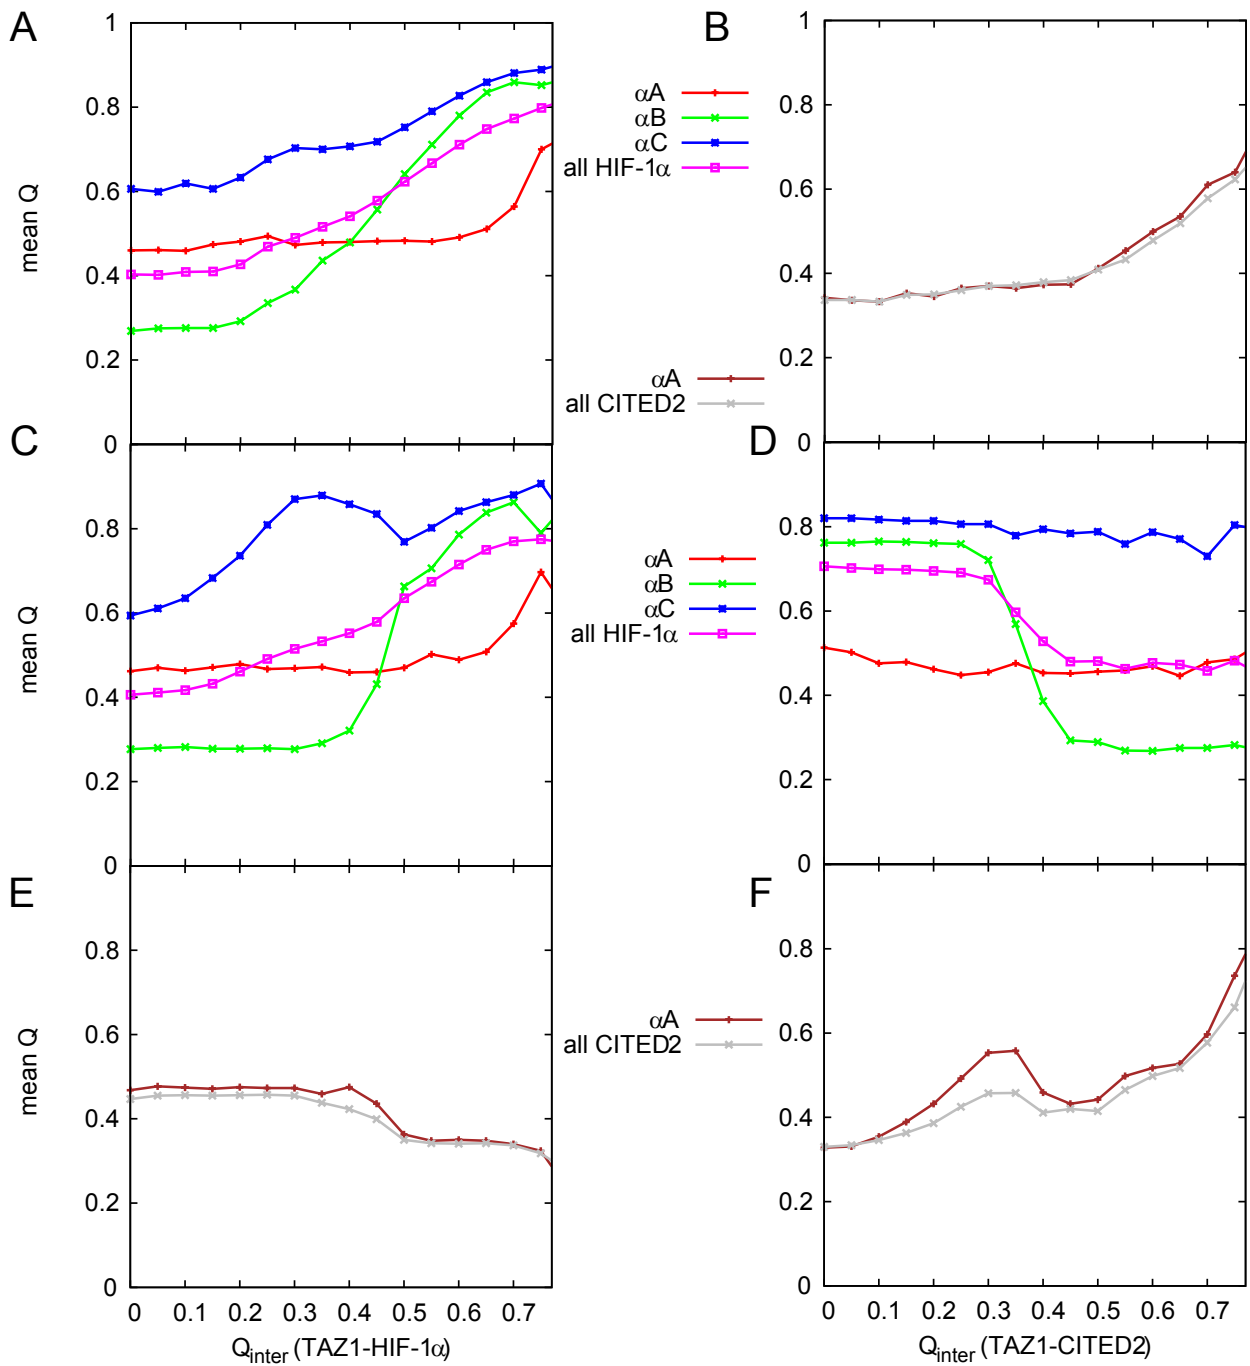 A
B
1
0.8
0.6
0.4
0.2
0
mean Q
αA
αB
αC
all HIF-1α
αA
all CITED2
1
0.8
0.6
0.4
0.2
0
C
D
0.8
0.6
0.4
0.2
0
mean Q
αA
αB
αC
all HIF-1α
0.8
0.6
0.4
0.2
0
E
F
0.8
0.6
0.4
0.2
0
mean Q
αA
all CITED2
0.8
0.6
0.4
0.2
0
0 0.1 0.2 0.3 0.4 0.5 0.6 0.7
0 0.1 0.2 0.3 0.4 0.5 0.6 0.7
Qinter (TAZ1-HIF-1α)
Qinter (TAZ1-CITED2)